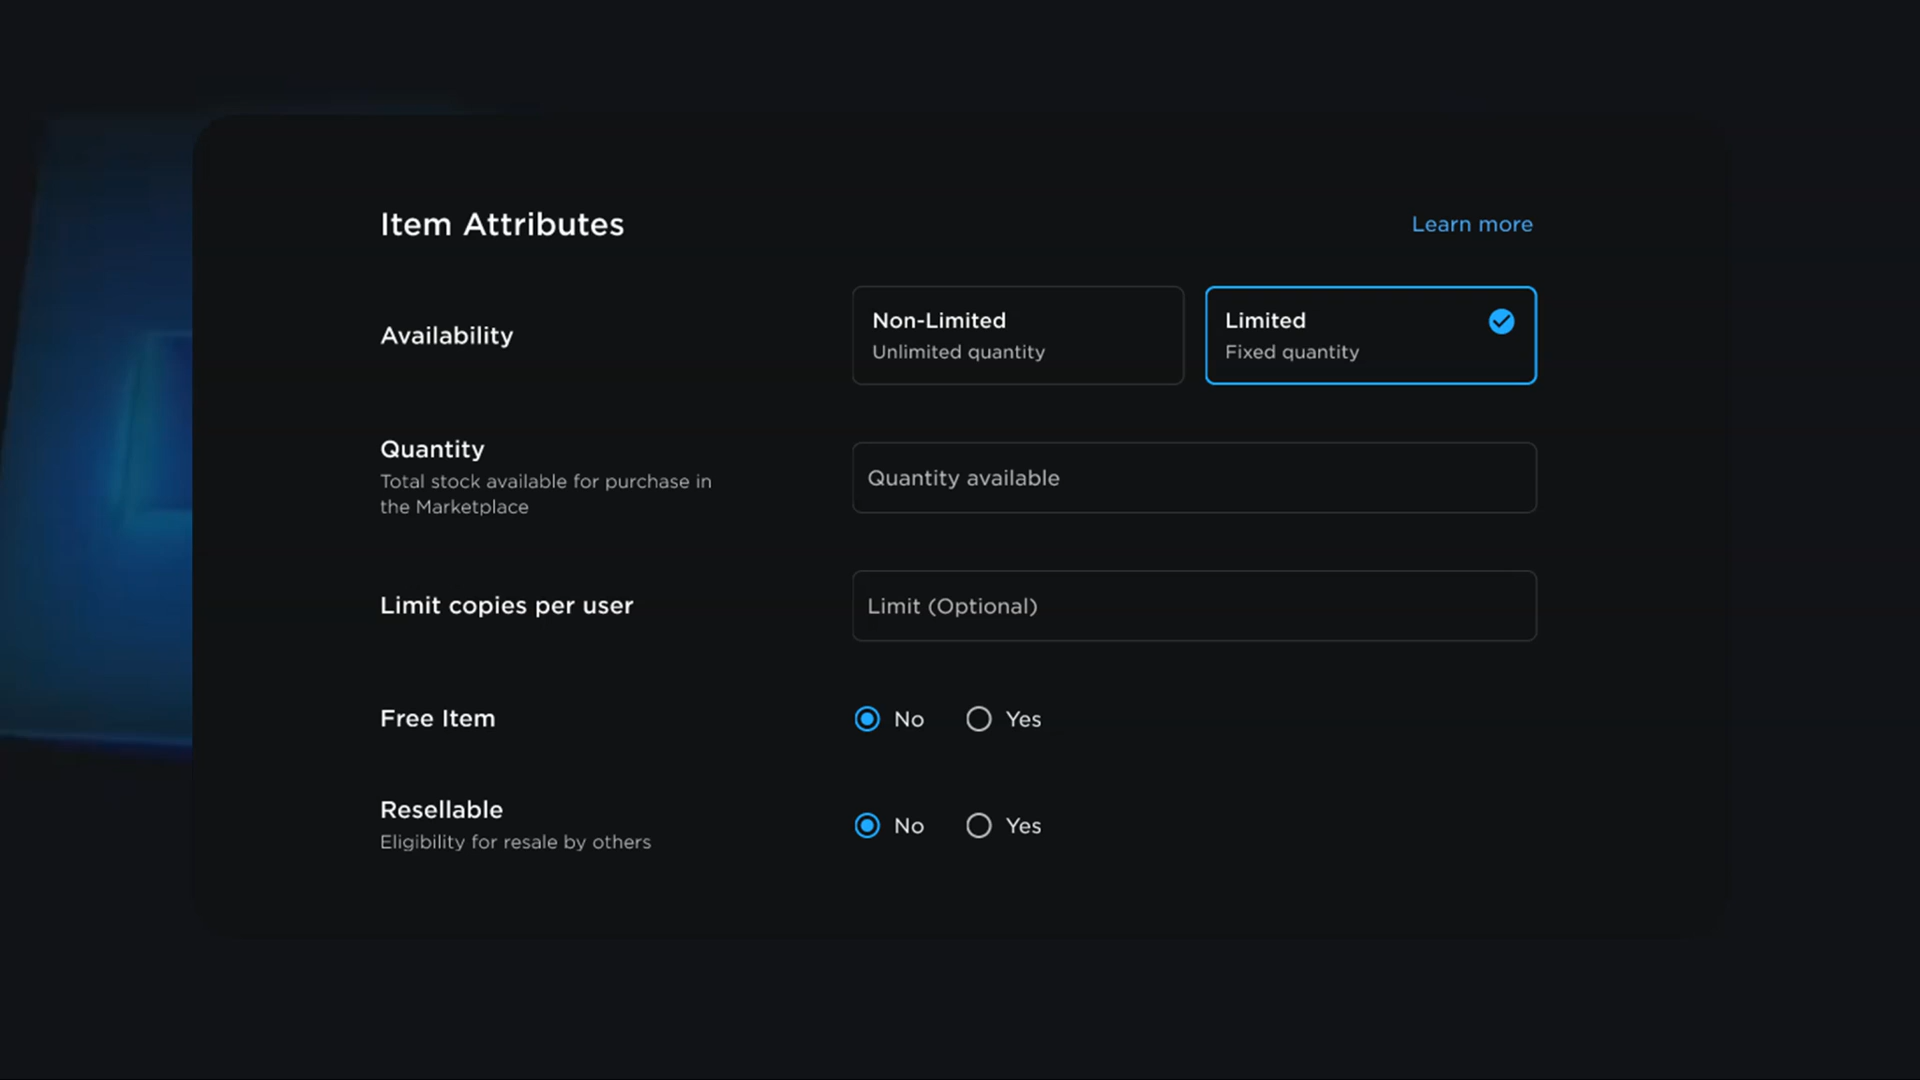 Item Attributes
Learn more
Availability
Non-Limited
Unlimited quantity
Limited
Fixed quantity
Quantity
Total stock available for purchase in
the Marketplace
Quantity available
Limit copies per user
Limit (Optional)
Free Item
No
Yes
Resellable
Eligibility for resale by others
No
Yes